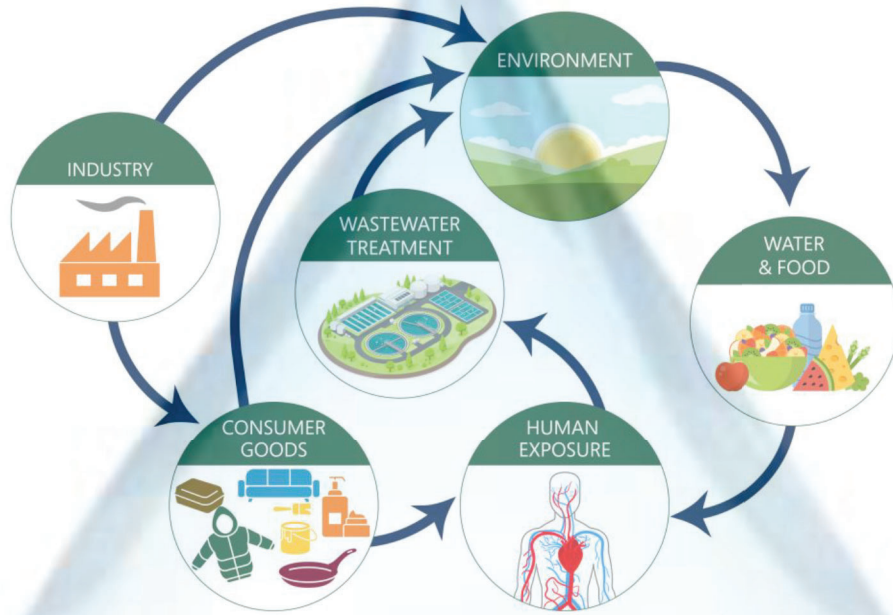 ENVIRONMENT
INDUSTRY
WASTEWATER
TREATMENT
WATER
& FOOD
CONSUMER
GOODS
HUMAN
EXPOSURE